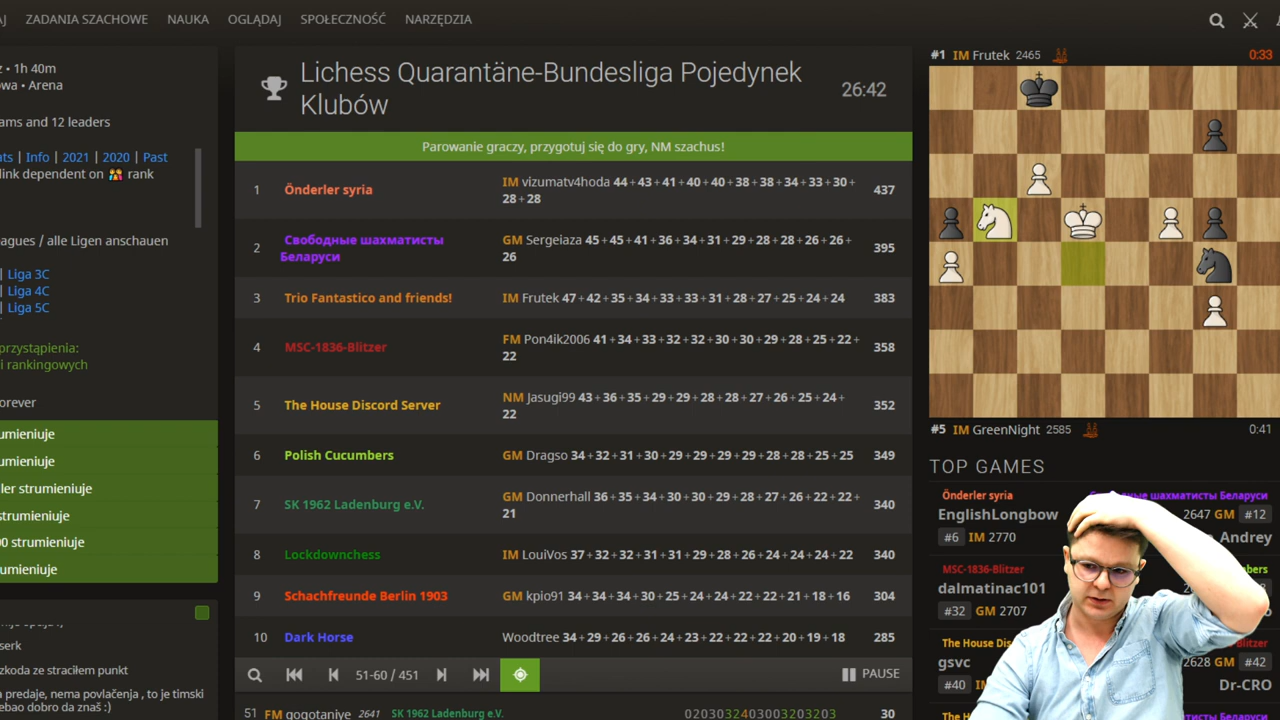 ZADANIA SZACHOWE NAUKA OGLĄDAJ SPOŁECZNOŚĆ NARZĘDZIA
• 1h 40m
• Arena
ams and 12 leaders
ats | Info | 2021 | 2020 | Past
link dependent on rank
agues / alle Ligen anschauen
| Liga 3C
| Liga 4C
| Liga 5C
przystąpienia:
i rankingowych
orever
umieniuje
umieniuje
ler strumieniuje
strumieniuje
00 strumieniuje
umieniuje
serk
zkoda ze straciłem punkt
a predaje, nema povlačenja , to je timski
ebao dobro da znaš :)
Lichess Quarantäne-Bundesliga Pojedynek
Klubów
26:42
Parowanie graczy, przygotuj się do gry, NM szachus!
1 Önderler syria IM vizumatv4hoda 44+43+41+40+40+38+38+34+33+30+
28+28 437
2 Свободные шахматисты
Беларуси GM Sergeiaza 45+45+41+36+34+31+29+28+28+26+26+
26 395
3 Trio Fantastico and friends! IM Frutek 47+42+35+34+33+33+31+28+27+25+24+24 383
4 MSC-1836-Blitzer FM Pon4ik2006 41+34+33+32+32+30+30+29+28+25+22+
22 358
5 The House Discord Server NM Jasugi99 43+36+35+29+29+28+28+27+26+25+24+
22 352
6 Polish Cucumbers GM Dragso 34+32+31+30+29+29+29+29+28+28+25+25 349
7 SK 1962 Ladenburg e.V. GM Donnerhall 36+35+34+30+30+29+28+27+26+22+22+
21 340
8 Lockdownchess IM LouiVos 37+32+32+31+31+29+28+26+24+24+24+22 340
9 Schachfreunde Berlin 1903 GM kpio91 34+34+34+30+25+24+24+22+22+21+18+16 304
10 Dark Horse Woodtree 34+29+26+26+24+23+22+22+22+20+19+18 285
51-60 / 451 PAUSE
51 FM gogotaniye 2641 SK 1962 Ladenburg e.V. 0203032403003203203 30
#1 IM Frutek 2465 0:33
#5 IM GreenNight 2585 0:41
TOP GAMES
Önderler syria шахматисты Беларуси
EnglishLongbow 2647 GM #12
#6 IM 2770 Andrey
MSC-1836-Blitzer
dalmatinac101
#32 GM 2707
The House Dis
gsvc 2628 GM #42
#40 Dr-CRO